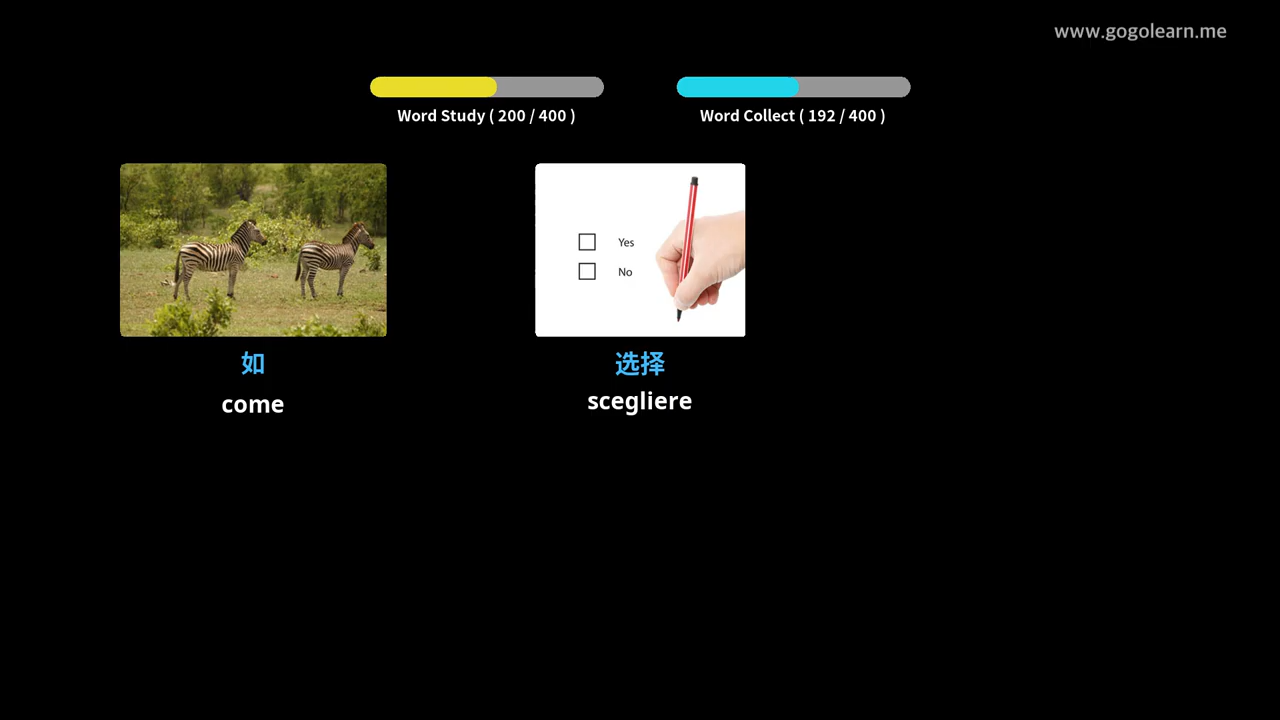 www.gogolearn.me
Word Study ( 200 / 400 )
Word Collect ( 192 / 400 )
Yes
No
如
come
选择
scegliere